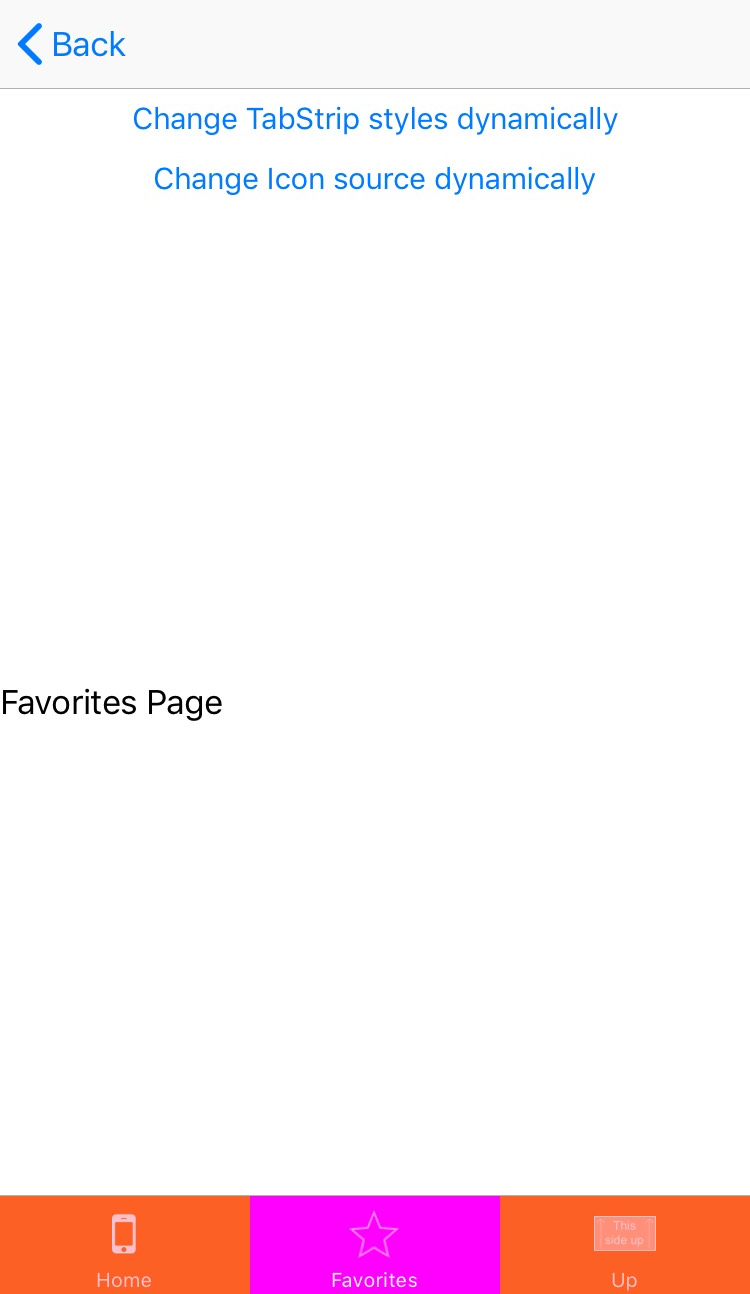 Back
Change TabStrip styles dynamically
Change Icon source dynamically
Favorites Page
This
side up
Home
Favorites
Up